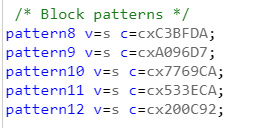 /* Block patterns */
pattern8 v=s c=cxC3BFDA;
pattern9 v=s c=cxA096D7;
pattern10 v=s c=cx7769CA;
pattern11 v=s c=cx533ECA;
pattern12 v=s c=cx200C92;